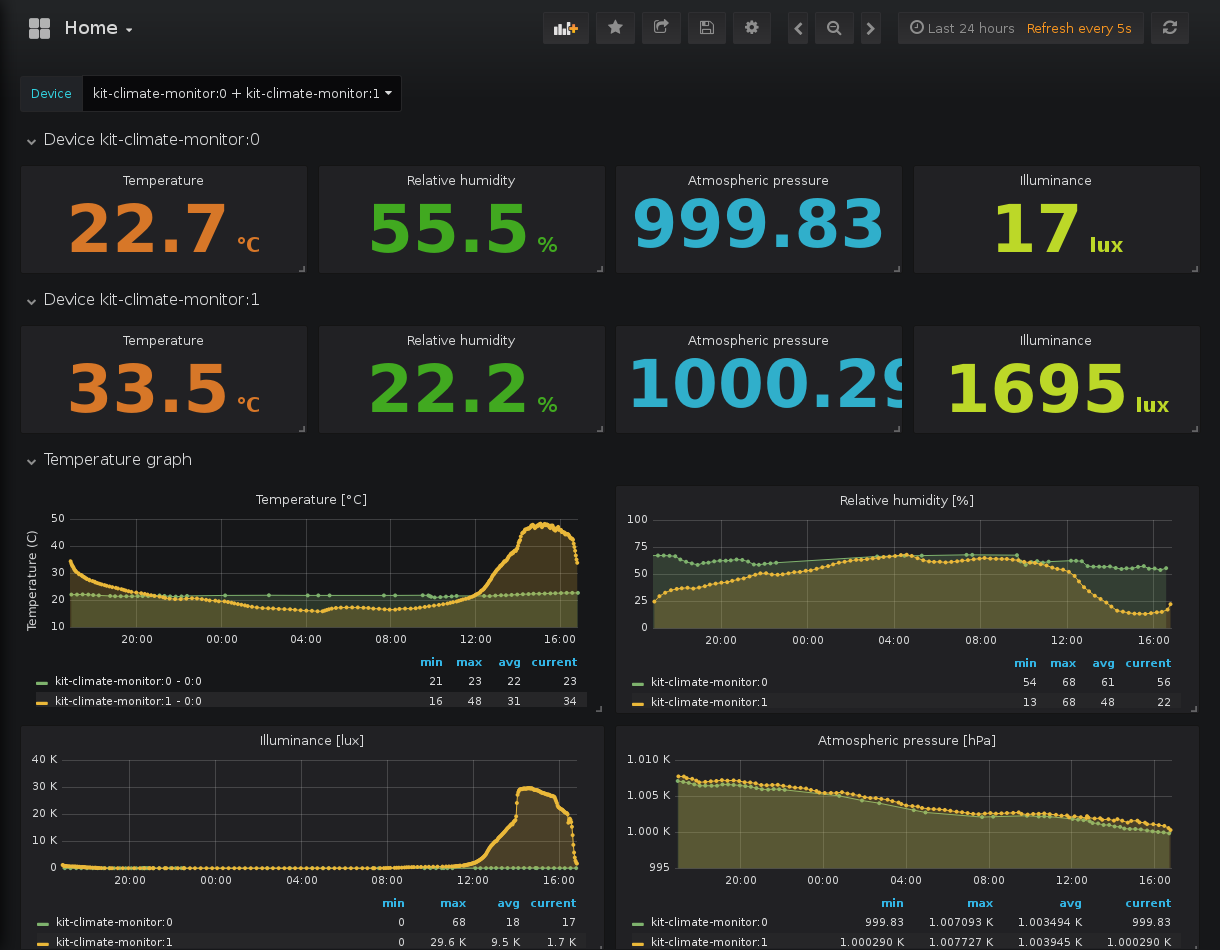 Home
Last 24 hours Refresh every 5s
Device kit-climate-monitor:0 + kit-climate-monitor:1
Device kit-climate-monitor:0
Temperature Relative humidity Atmospheric pressure Illuminance
22.7 °C 55.5 % 999.83 17 lux
Device kit-climate-monitor:1
Temperature Relative humidity Atmospheric pressure Illuminance
33.5 °C 22.2 % 1000.29 1695 lux
Temperature graph
Temperature [°C]
Temperature (C)
50
40
30
20
10
20:00 00:00 04:00 08:00 12:00 16:00
min max avg current
kit-climate-monitor:0 - 0:0 21 23 22 23
kit-climate-monitor:1 - 0:0 16 48 31 34
Relative humidity [%]
100
75
50
25
0
20:00 00:00 04:00 08:00 12:00 16:00
min max avg current
kit-climate-monitor:0 54 68 61 56
kit-climate-monitor:1 13 68 48 22
Illuminance [lux]
40 K
30 K
20 K
10 K
0
20:00 00:00 04:00 08:00 12:00 16:00
min max avg current
kit-climate-monitor:0 0 68 18 17
kit-climate-monitor:1 0 29.6 K 9.5 K 1.7 K
Atmospheric pressure [hPa]
1.010 K
1.005 K
1.000 K
995
20:00 00:00 04:00 08:00 12:00 16:00
min max avg current
kit-climate-monitor:0 999.83 1.007093 K 1.003494 K 999.83
kit-climate-monitor:1 1.000290 K 1.007727 K 1.003945 K 1.000290 K